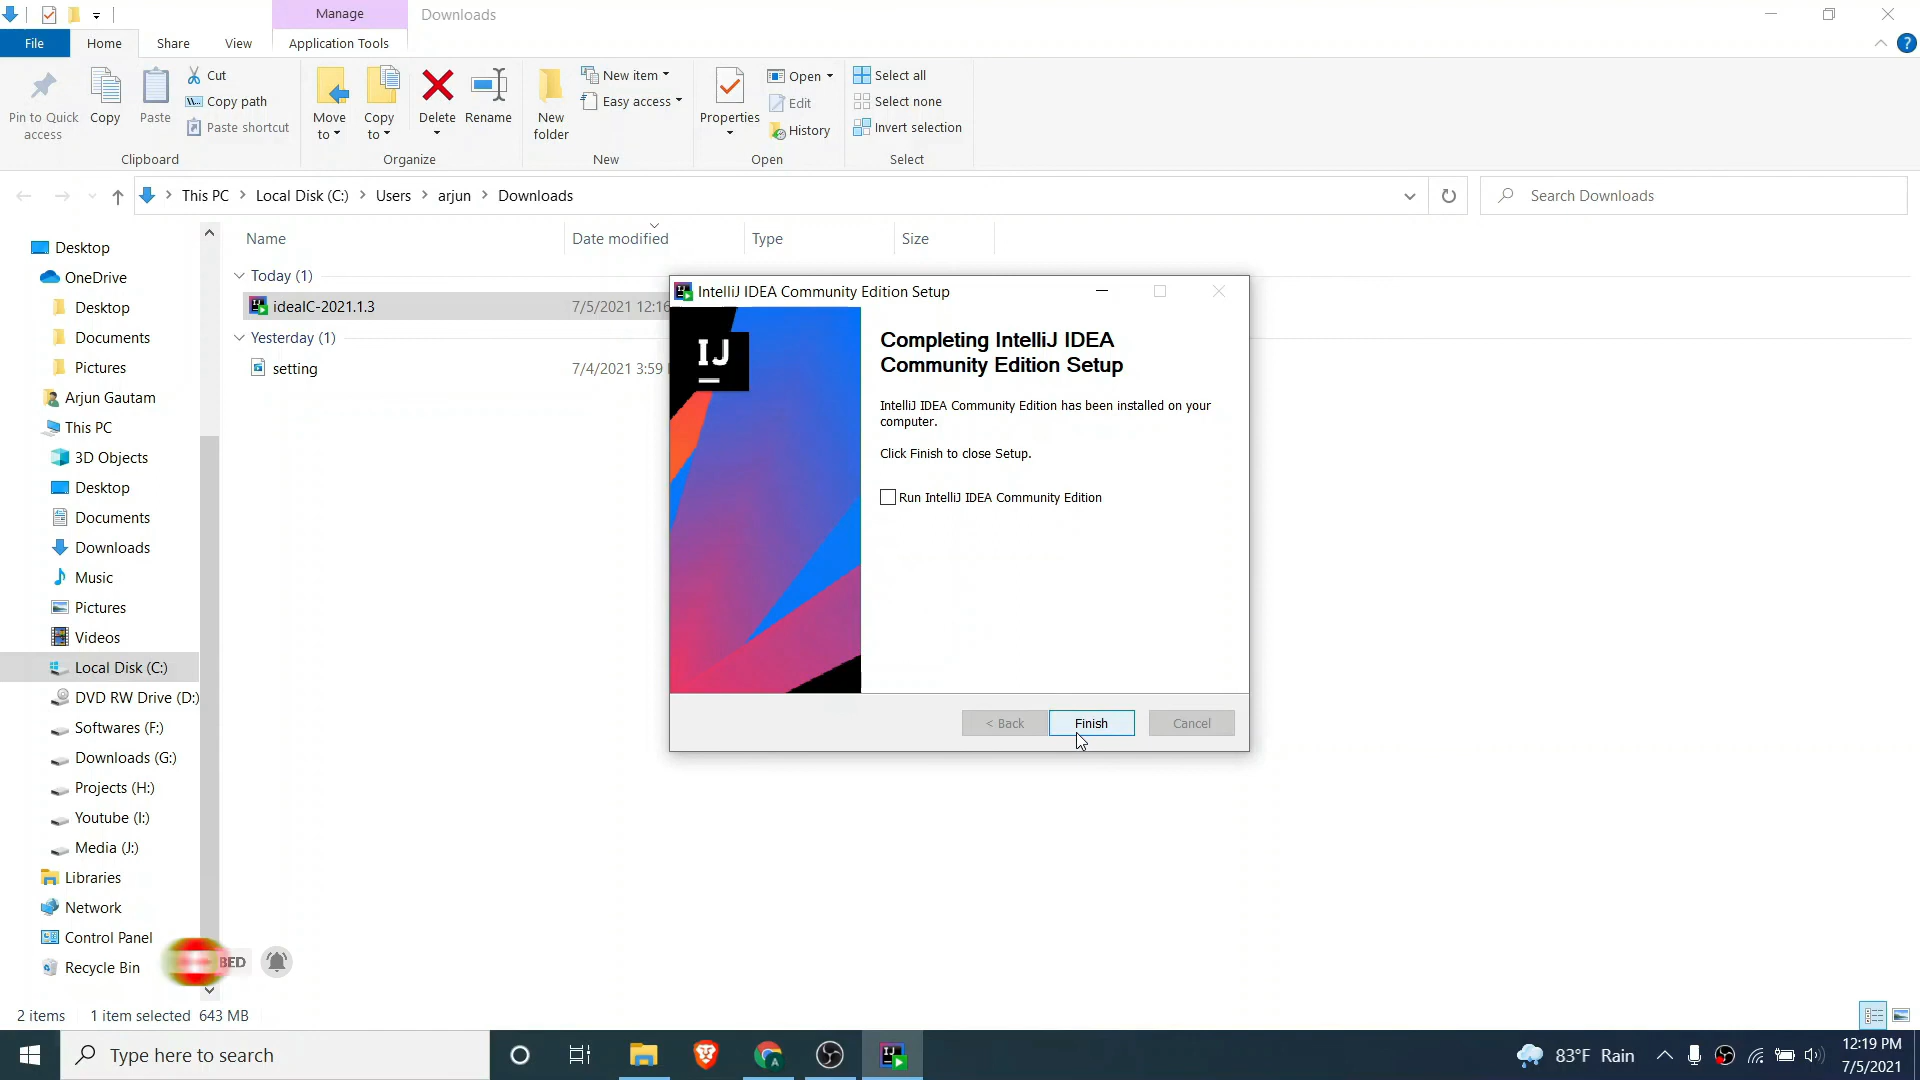 Manage
Downloads
File
Home
Share
View
Application Tools
Pin to Quick access
Copy
Paste
Cut
Copy path
Paste shortcut
Clipboard
Move to
Copy to
Delete
Rename
Organize
New folder
New item
Easy access
New
Properties
Open
Edit
History
Open
Select all
Select none
Invert selection
Select
This PC > Local Disk (C:) > Users > arjun > Downloads
Search Downloads
Name
Date modified
Type
Size
Today (1)
ideaIC-2021.1.3
7/5/2021 12:16
Yesterday (1)
setting
7/4/2021 3:59
Desktop
OneDrive
Desktop
Documents
Pictures
Arjun Gautam
This PC
3D Objects
Desktop
Documents
Downloads
Music
Pictures
Videos
Local Disk (C:)
DVD RW Drive (D:)
Softwares (F:)
Downloads (G:)
Projects (H:)
Youtube (I:)
Media (J:)
Libraries
Network
Control Panel
Recycle Bin
BED
IntelliJ IDEA Community Edition Setup
IJ
Completing IntelliJ IDEA
Community Edition Setup
IntelliJ IDEA Community Edition has been installed on your
computer.
Click Finish to close Setup.
Run IntelliJ IDEA Community Edition
< Back
Finish
Cancel
2 items
1 item selected 643 MB
Type here to search
83°F Rain
12:19 PM
7/5/2021